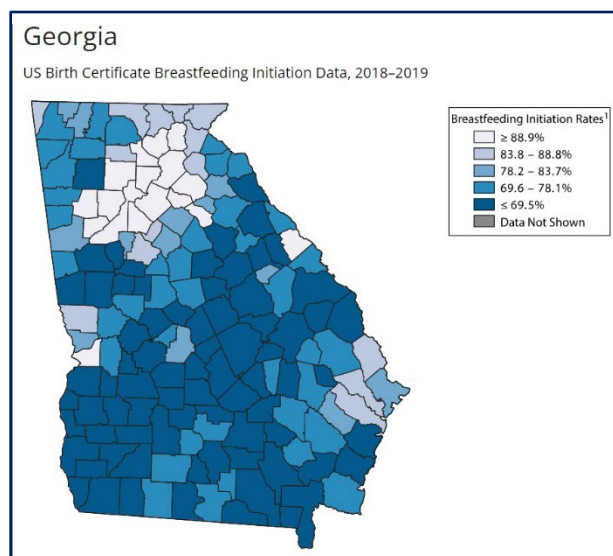 Georgia
US Birth Certificate Breastfeeding Initiation Data, 2018–2019
Breastfeeding Initiation Rates¹
≥ 88.9%
83.8 – 88.8%
78.2 – 83.7%
69.6 – 78.1%
≤ 69.5%
Data Not Shown